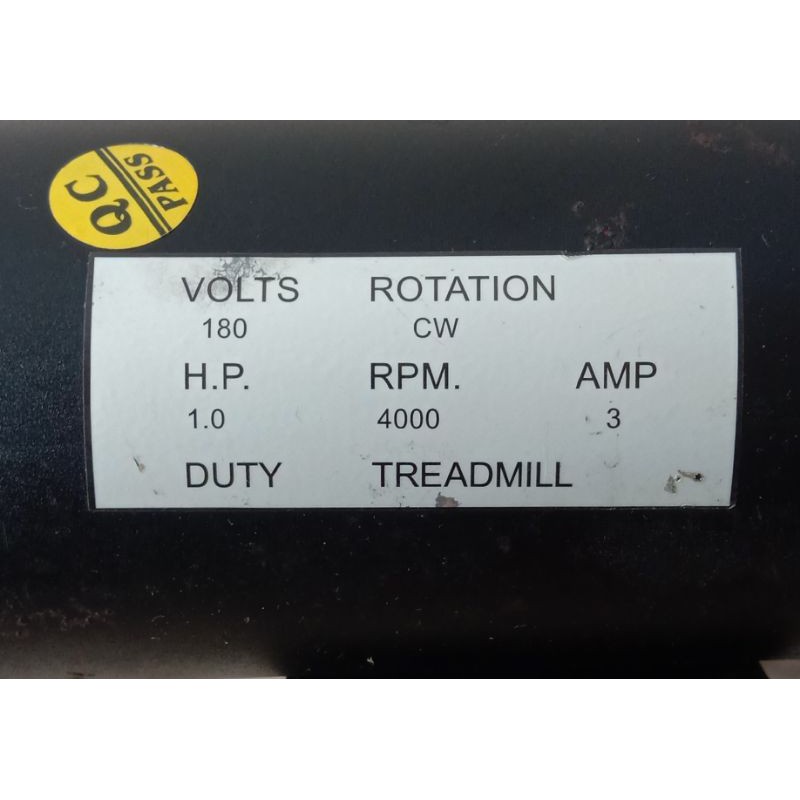 QC
PASS
VOLTS ROTATION
180 CW
H.P. RPM. AMP
1.0 4000 3
DUTY TREADMILL